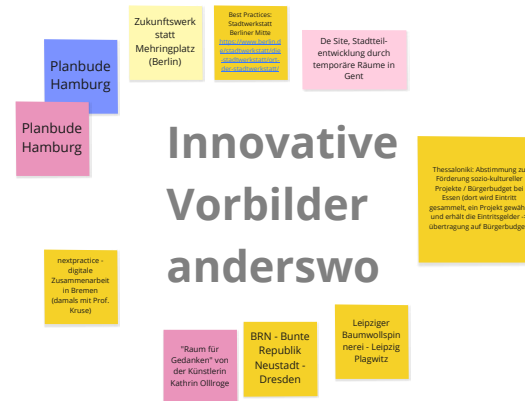 Zukunftswerk
statt
Mehringplatz
(Berlin)
Best Practices:
Stadtwerkstatt
Berliner Mitte
https://www.berlin.d
e/stadtwerkstatt/die
-stadtwerkstatt/ort-
der-stadtwerkstatt/
De Site, Stadtteil-
entwicklung durch
temporäre Räume in
Gent
Planbude
Hamburg
Planbude
Hamburg
Innovative
Vorbilder
anderswo
Thessaloniki: Abstimmung zu
Förderung sozio-kultureller
Projekte / Bürgerbudget bei
Essen (dort wird Eintritt
gesammelt, ein Projekt gewäh
und erhält die Eintrittsgelder -
übertragung auf Bürgerbudge
nextpractice -
digitale
Zusammenarbeit
in Bremen
(damals mit Prof.
Kruse)
"Raum für
Gedanken" von
der Künstlerin
Kathrin Olllroge
BRN - Bunte
Republik
Neustadt -
Dresden
Leipziger
Baumwollspin
nerei - Leipzig
Plagwitz